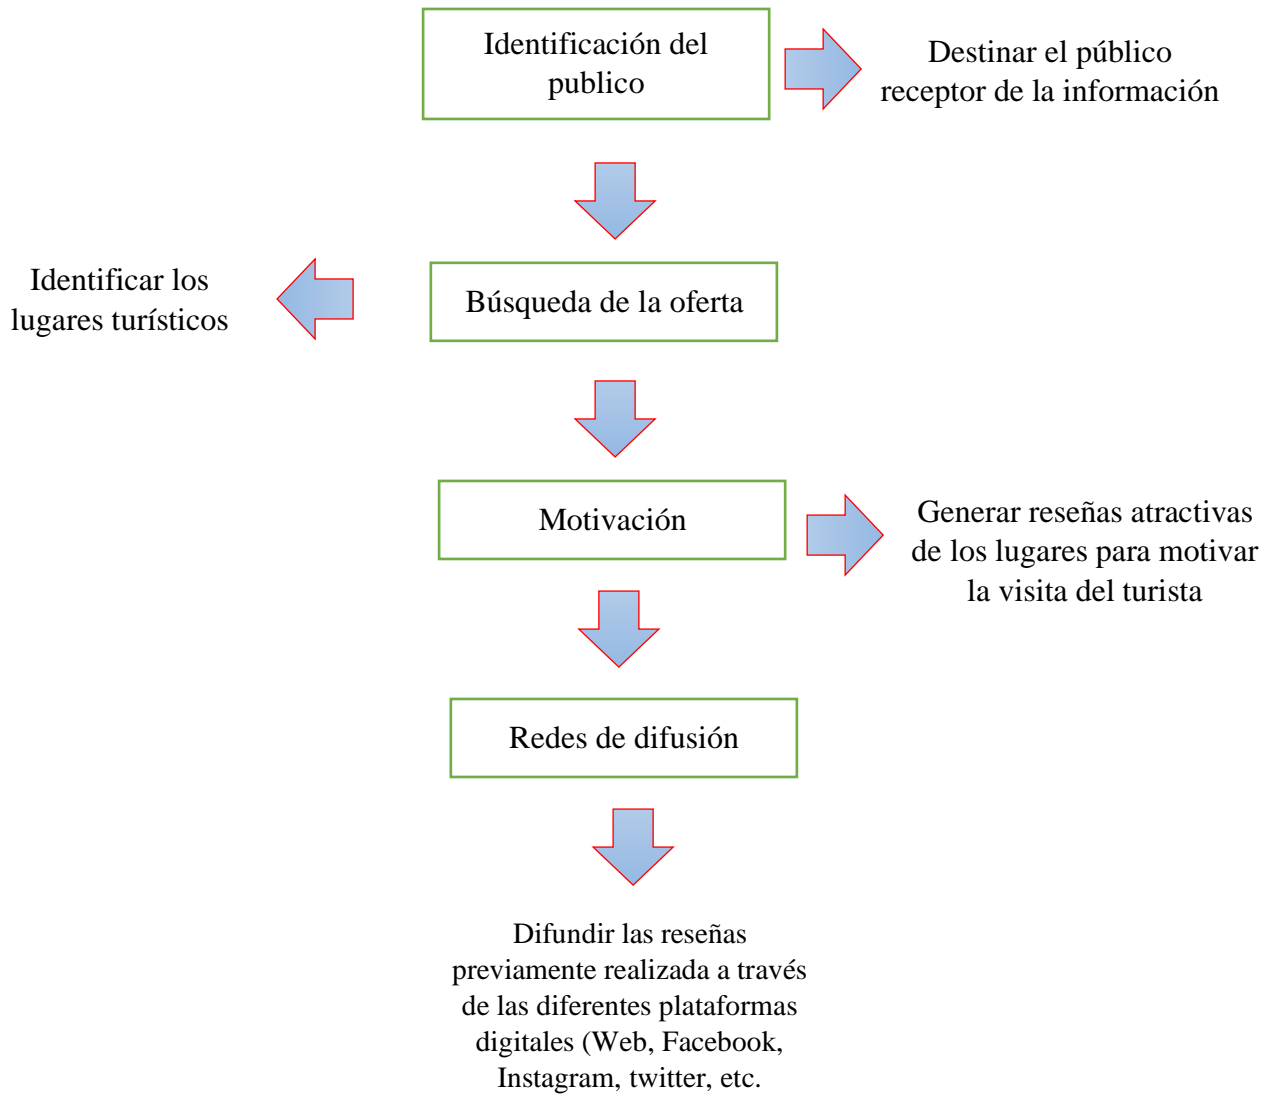 Identificación del
publico
Destinar el público
receptor de la información
Identificar los
lugares turísticos
Búsqueda de la oferta
Motivación
Generar reseñas atractivas
de los lugares para motivar
la visita del turista
Redes de difusión
Difundir las reseñas
previamente realizada a través
de las diferentes plataformas
digitales (Web, Facebook,
Instagram, twitter, etc.